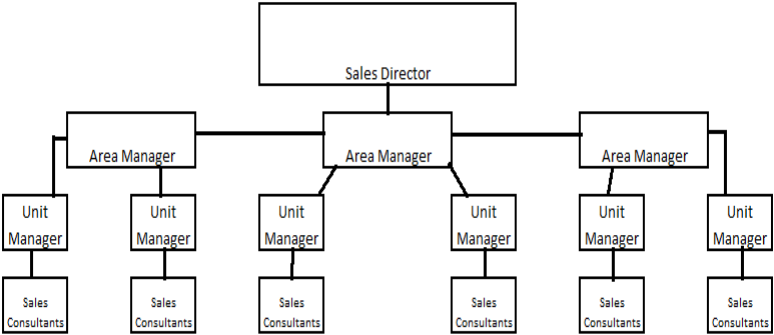 Sales Director
Area Manager
Area Manager
Area Manager
Unit
Manager
Unit
Manager
Unit
Manager
Unit
Manager
Unit
Manager
Unit
Manager
Sales
Consultants
Sales
Consultants
Sales
Consultants
Sales
Consultants
Sales
Consultants
Sales
Consultants